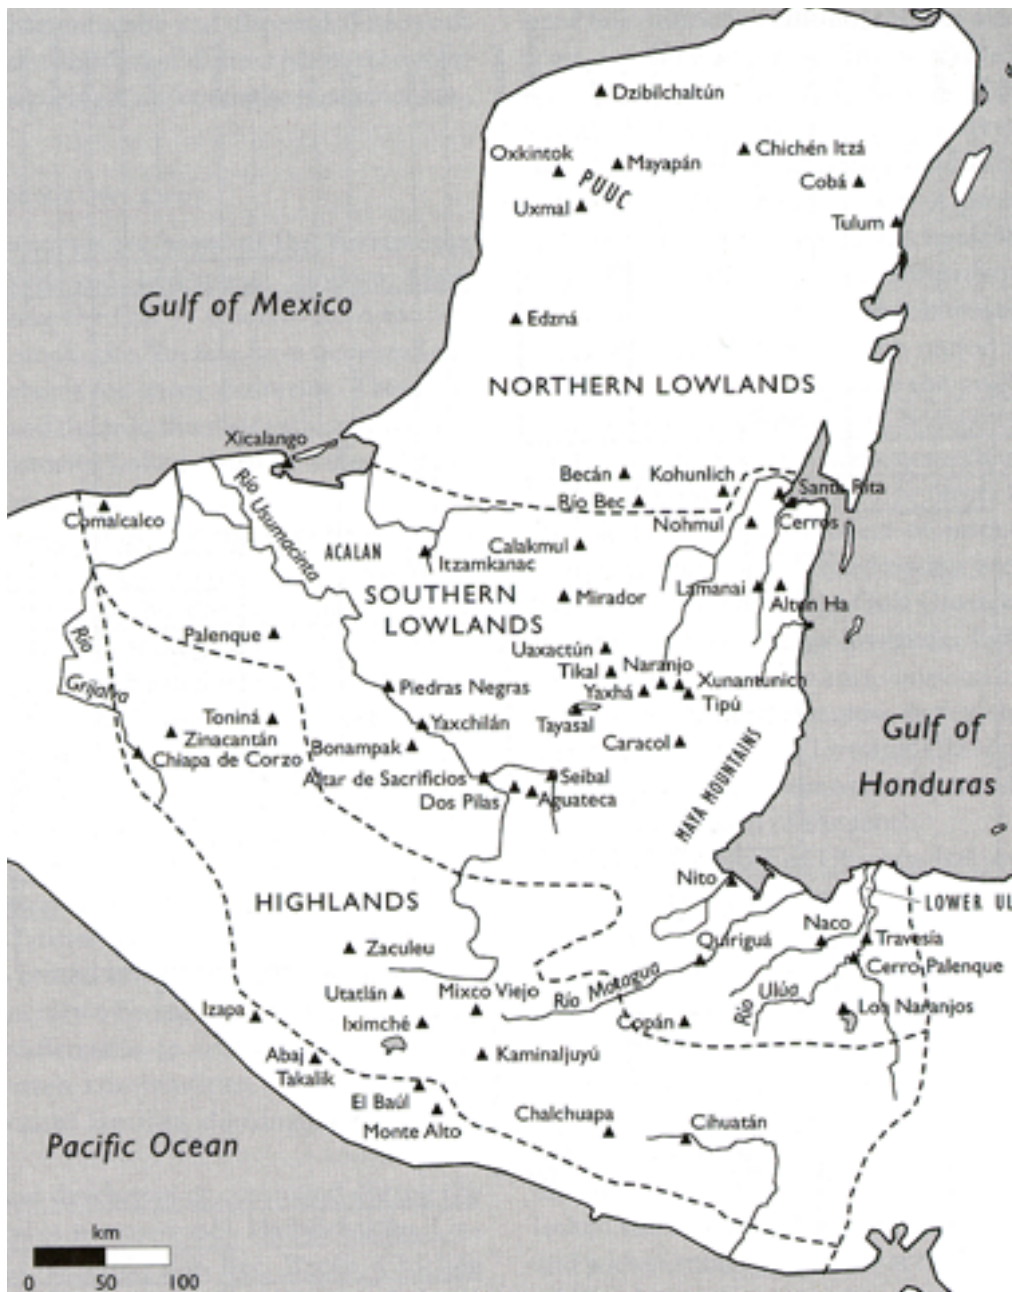 Dzibilchaltún
Oxkintok
Mayapán
Chichén Itzá
PUUC
Cobá
Uxmal
Tulum
Gulf of Mexico
Edzná
NORTHERN LOWLANDS
Xicalango
Becán
Kohunlich
Río Usumacinta
Río Bec
Santa Rita
Comalcalco
Nohmul
Cerros
ACALAN
Calakmul
Itzamkanac
SOUTHERN
LOWLANDS
Mirador
Lamanai
Altun Ha
Río
Grijalva
Palenque
Uaxactún
Tikal
Naranjo
Xunantunich
Piedras Negras
Yaxhá
Tipú
Toniná
Yaxchilán
Tayasal
Zinacantán
Bonampak
Caracol
Chiapa de Corzo
Gulf of
Honduras
Altar de Sacrificios
Seibal
Dos Pilas
Aguateca
MAYA MOUNTAINS
Nito
HIGHLANDS
LOWER UL
Naco
Zaculeu
Quiriguá
Travesía
Cerro Palenque
Utatlán
Mixco Viejo
Río Motagua
Río Ulúa
Izapa
Iximché
Copán
Los Naranjos
Abaj
Takalik
Kaminaljuyú
El Baúl
Chalchuapa
Cihuatán
Monte Alto
Pacific Ocean
km
0 50 100